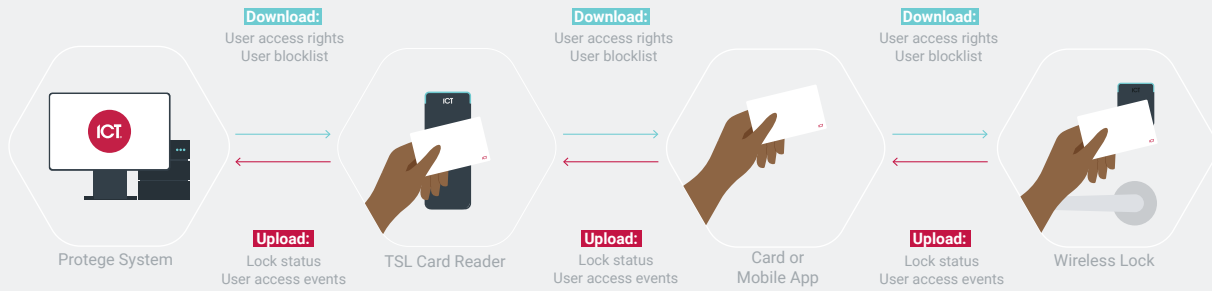 Download:
User access rights
User blocklist
Download:
User access rights
User blocklist
Download:
User access rights
User blocklist
ICT
ICT
ICT
Upload:
Lock status
User access events
Upload:
Lock status
User access events
Upload:
Lock status
User access events
Protege System
TSL Card Reader
Card or
Mobile App
Wireless Lock